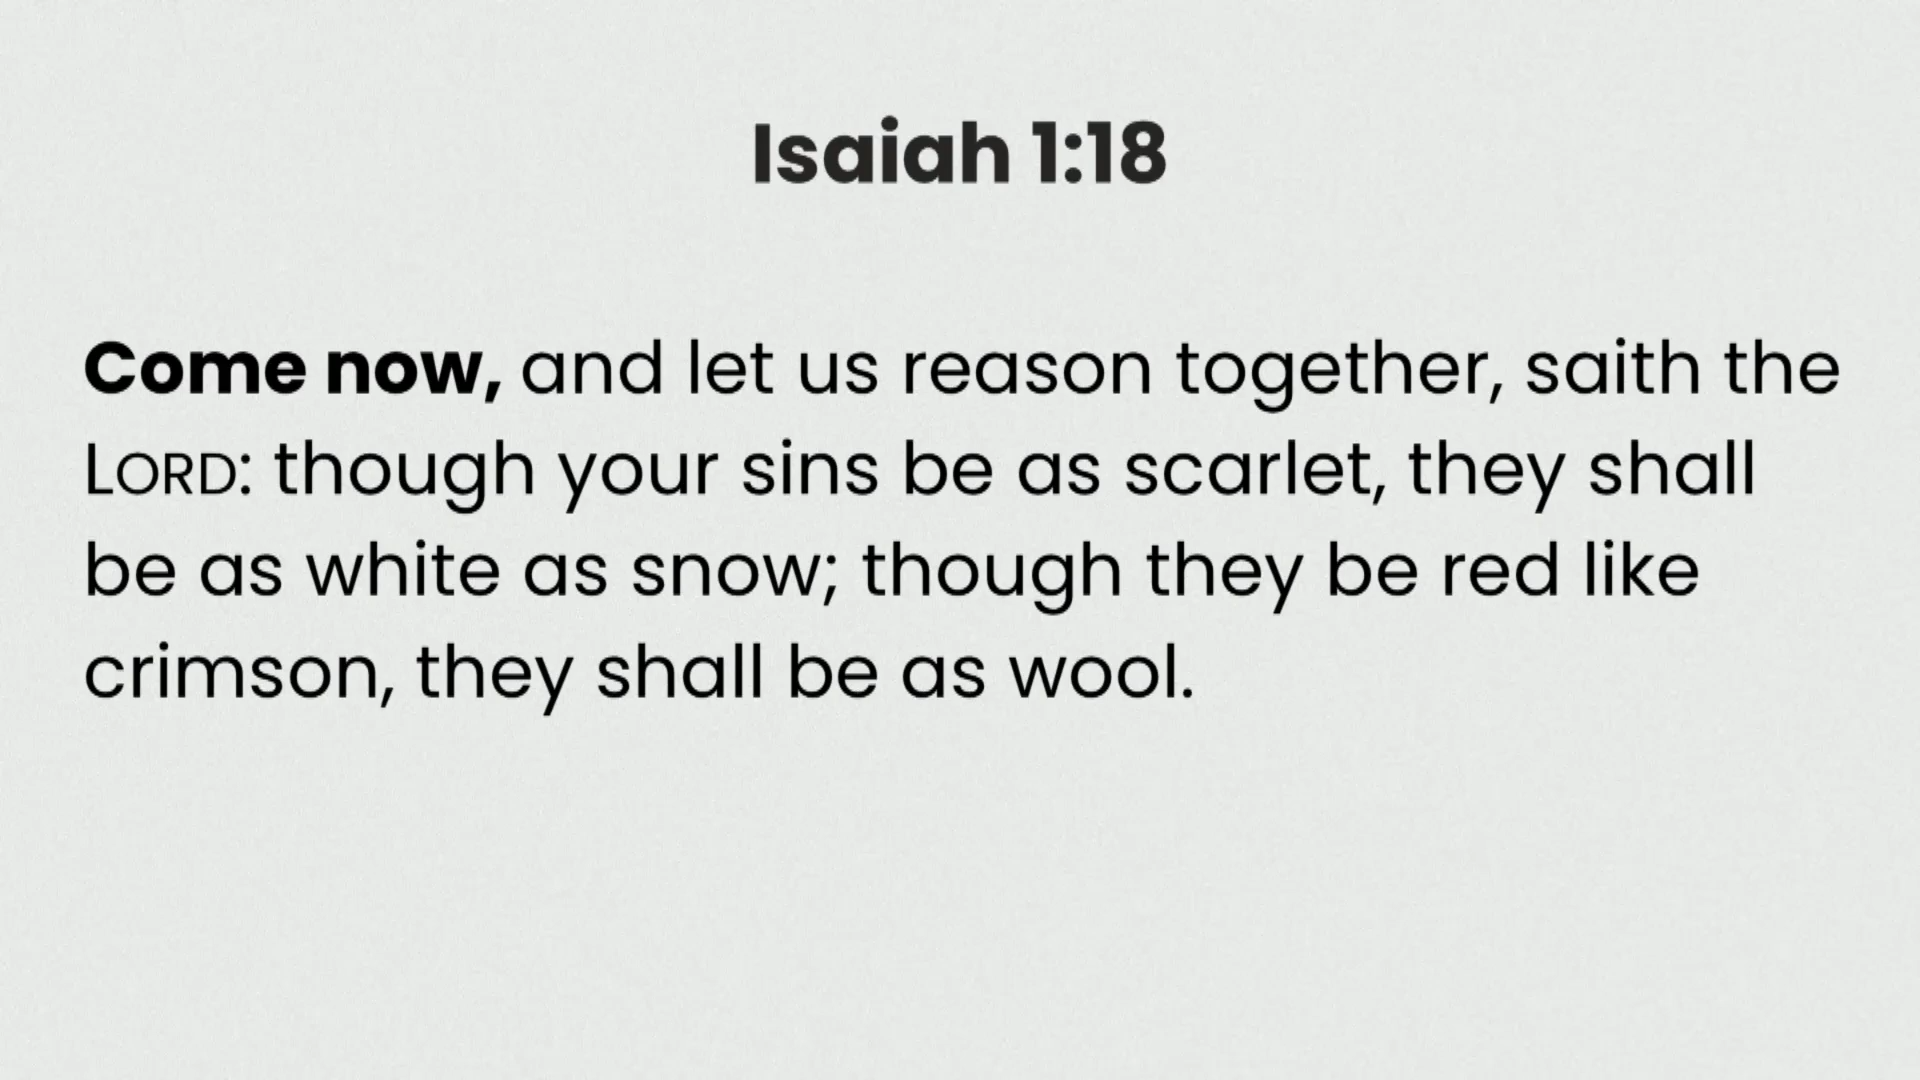 Isaiah 1:18
Come now, and let us reason together, saith the
LORD: though your sins be as scarlet, they shall
be as white as snow; though they be red like
crimson, they shall be as wool.